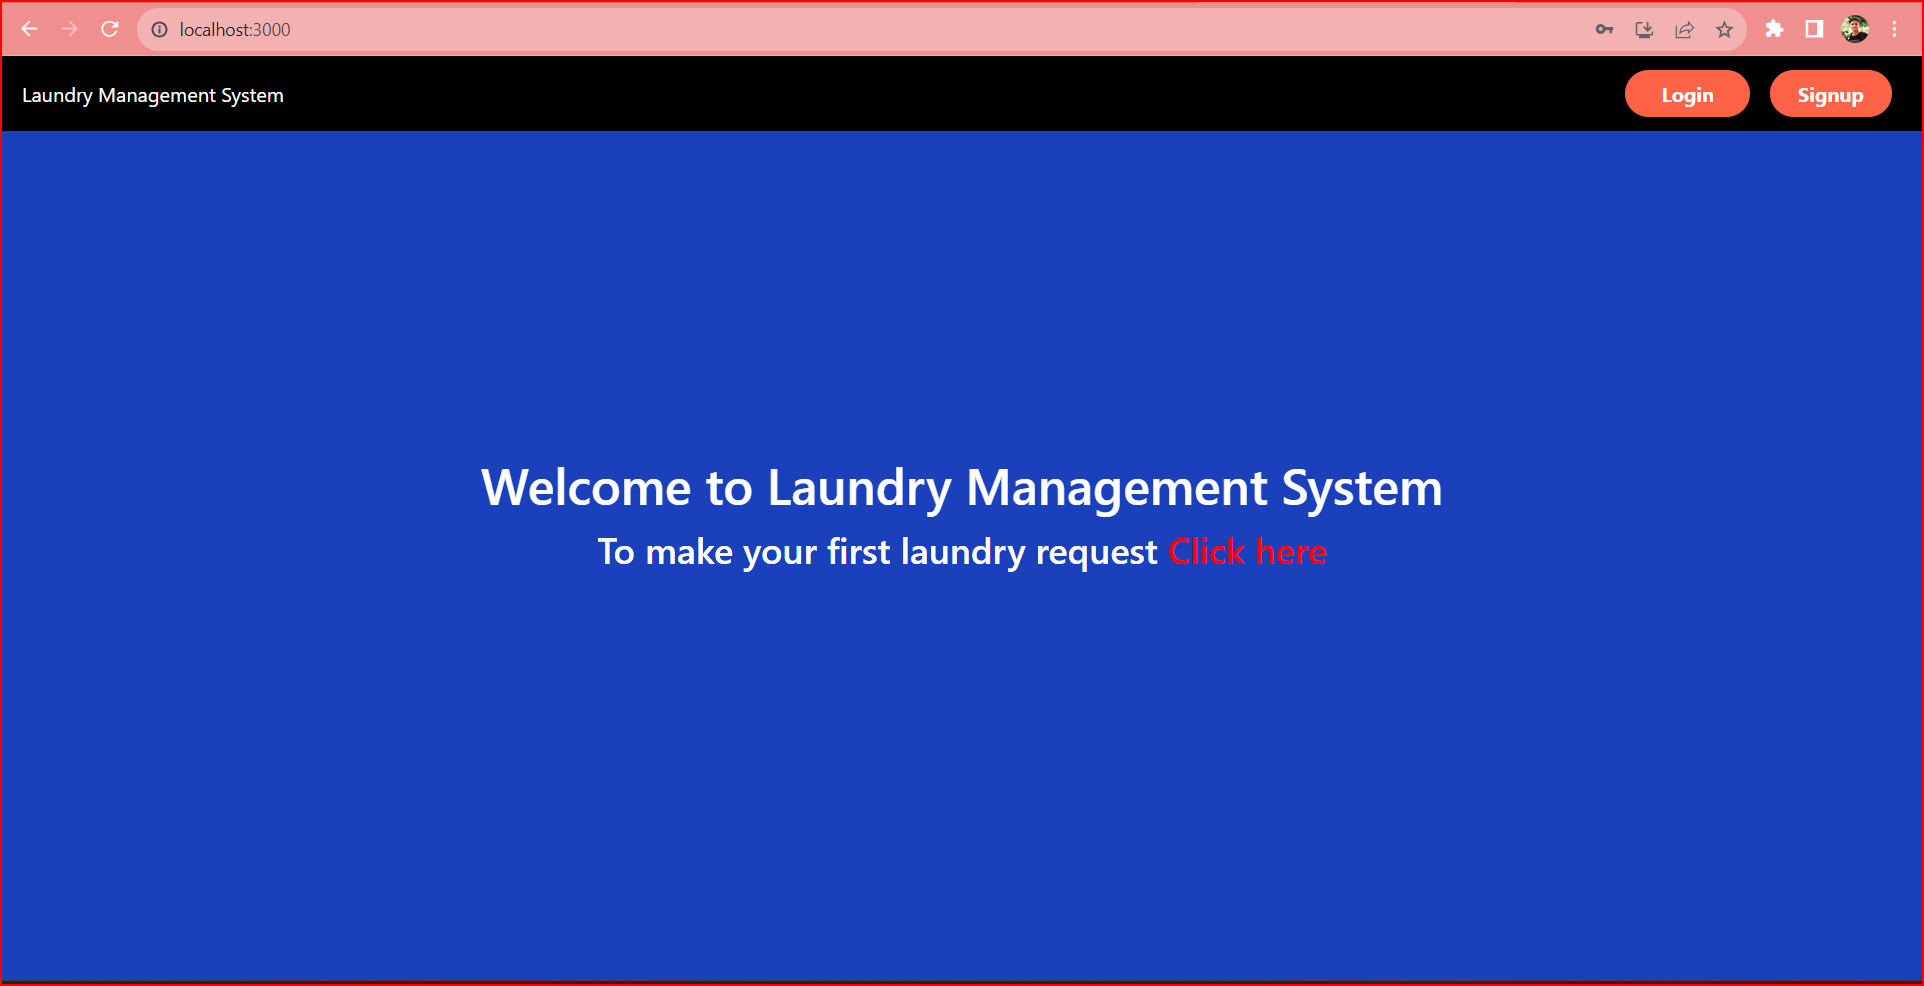 localhost:3000
Laundry Management System
Login
Signup
Welcome to Laundry Management System
To make your first laundry request Click here